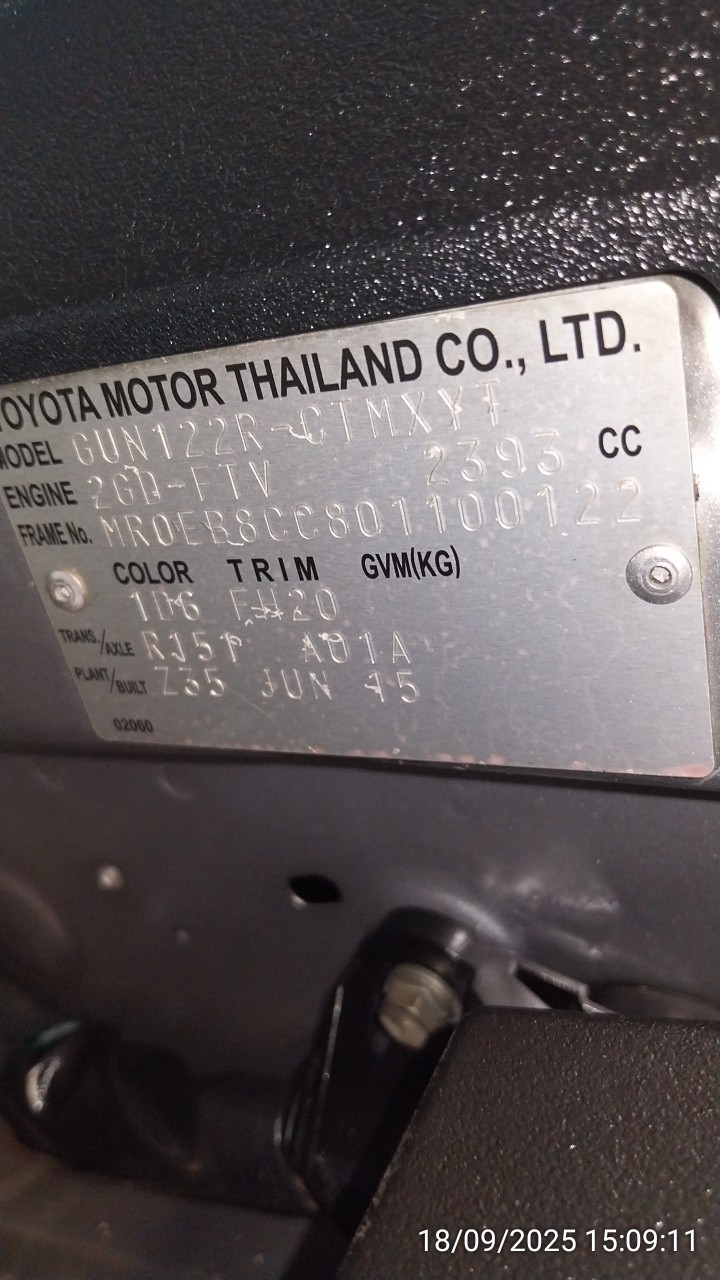 TOYOTA MOTOR THAILAND CO., LTD.
MODEL GUN122R-CTMXYT
ENGINE 2GD-FTV 2393 CC
FRAME No. MR0EB8CC801100122
COLOR TRIM GVM(KG)
1D6 FH20
TRANS./AXLE R151F A01A
PLANT/BUILT Z35 JUN 15
02060
18/09/2025 15:09:11